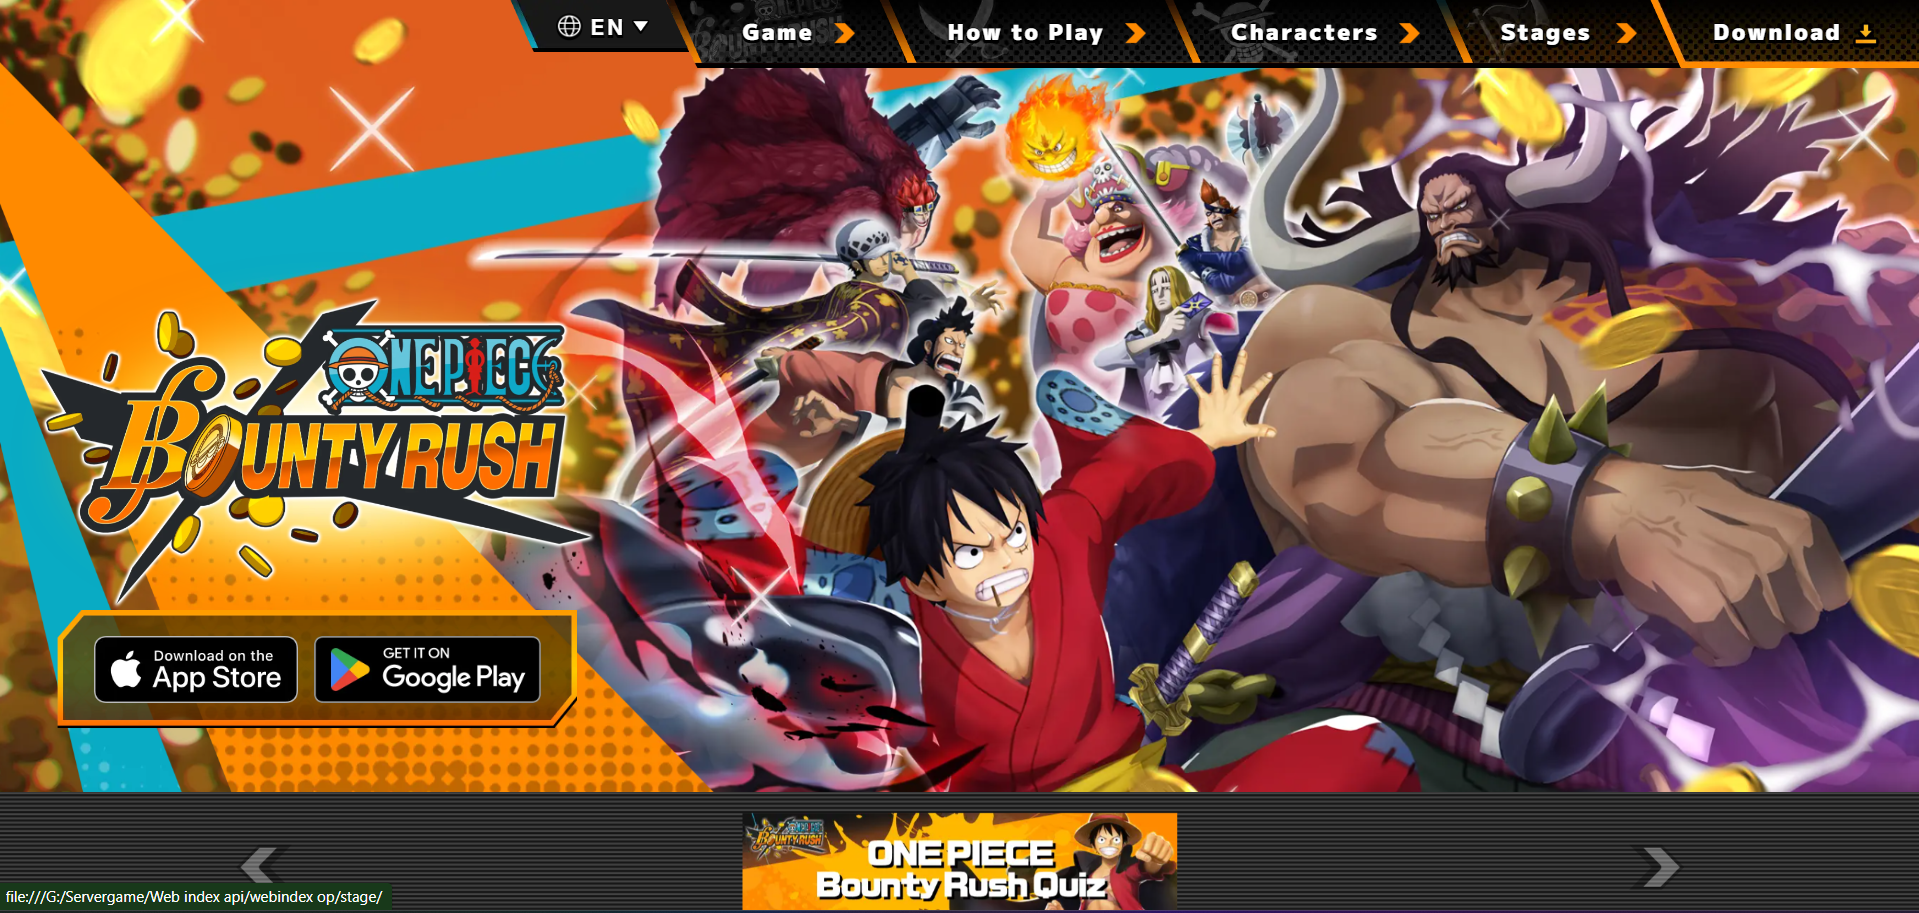 EN
Game
How to Play
Characters
Stages
Download
ONE PIECE
BOUNTY RUSH
Download on the
App Store
GET IT ON
Google Play
ONE PIECE
BOUNTY RUSH
ONE PIECE
Bounty Rush Quiz
file:///G:/Servergame/Web index api/webindex op/stage/